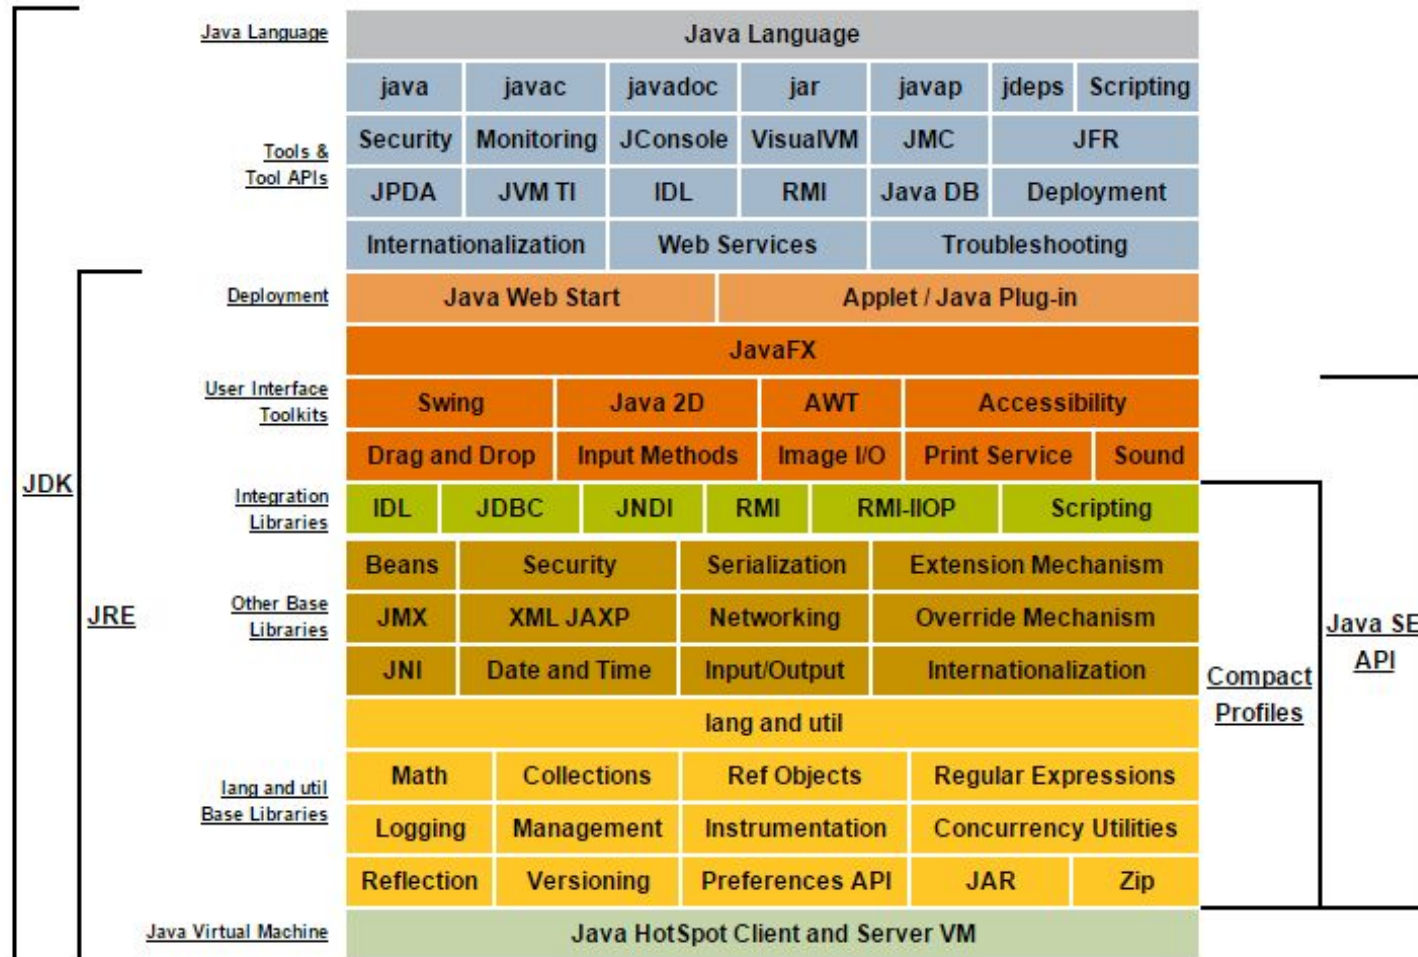 Java Language
Java Language
java javac javadoc jar javap jdeps Scripting
Tools &
Tool APIs
Security Monitoring JConsole VisualVM JMC JFR
JPDA JVM TI IDL RMI Java DB Deployment
Internationalization Web Services Troubleshooting
Deployment
Java Web Start Applet / Java Plug-in
JavaFX
User Interface
Toolkits
Swing Java 2D AWT Accessibility
Drag and Drop Input Methods Image I/O Print Service Sound
JDK
Integration
Libraries
IDL JDBC JNDI RMI RMI-IIOP Scripting
Beans Security Serialization Extension Mechanism
JRE
Other Base
Libraries
JMX XML JAXP Networking Override Mechanism
Java SE
API
JNI Date and Time Input/Output Internationalization
Compact
Profiles
lang and util
lang and util
Base Libraries
Math Collections Ref Objects Regular Expressions
Logging Management Instrumentation Concurrency Utilities
Reflection Versioning Preferences API JAR Zip
Java Virtual Machine
Java HotSpot Client and Server VM